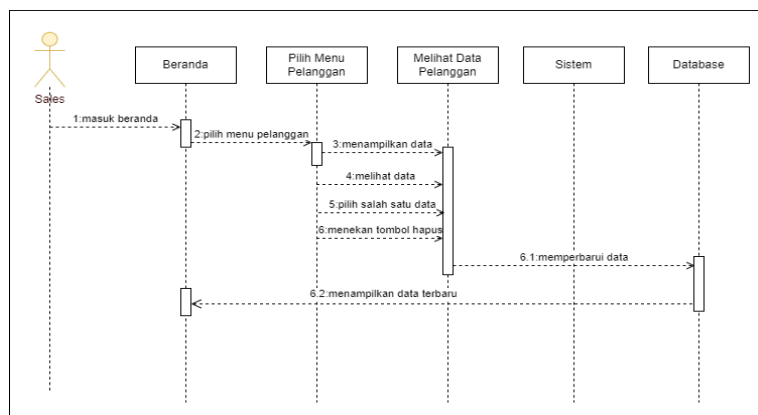 Beranda
Pilih Menu
Pelanggan
Melihat Data
Pelanggan
Sistem
Database
Sales
1:masuk beranda
2:pilih menu pelanggan
3:menampilkan data
4:melihat data
5:pilih salah satu data
6:menekan tombol hapus
6.1:memperbarui data
6.2:menampilkan data terbaru